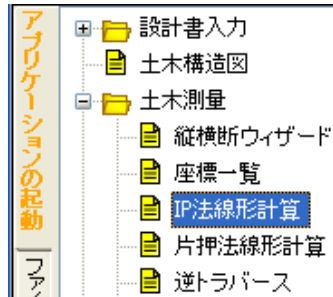 アプリケーションの起動
ファイ
設計書入力
土木構造図
土木測量
縦横断ウィザード
座標一覧
IP法線形計算
片押法線形計算
逆トラバース